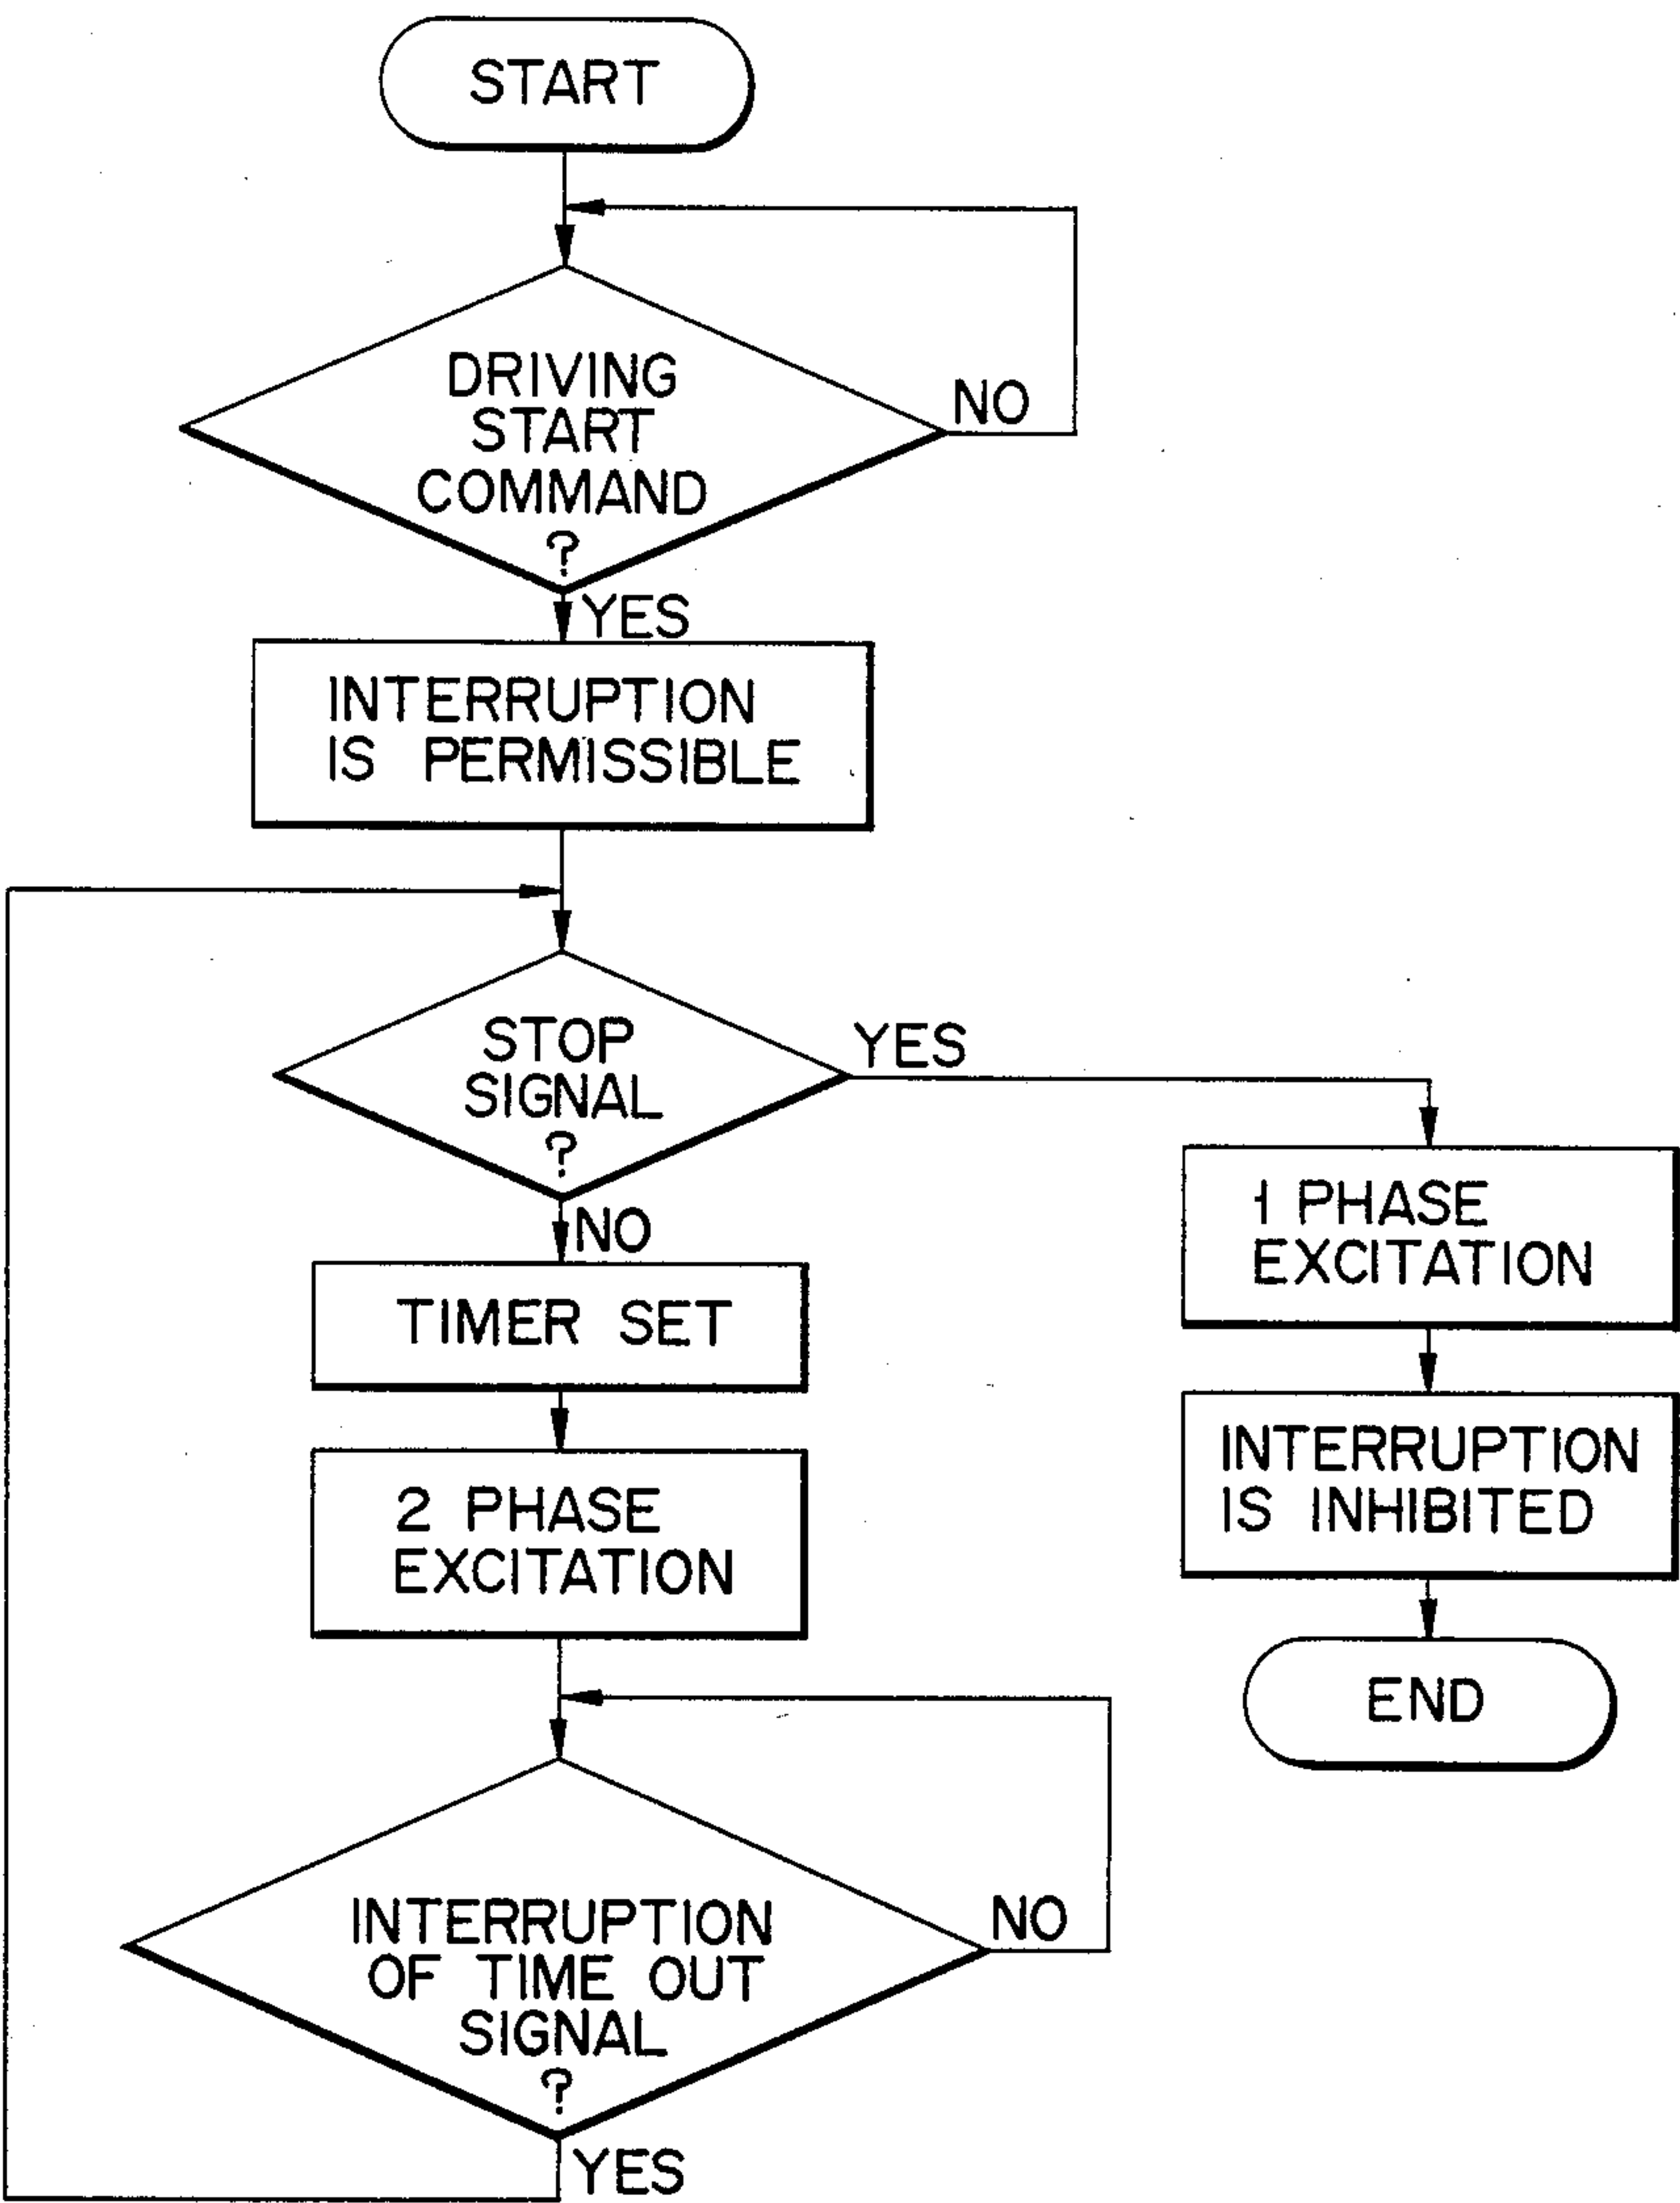 START
DRIVING
START
COMMAND
?
NO
YES
INTERRUPTION
IS PERMISSIBLE
STOP
SIGNAL
?
YES
NO
TIMER SET
2 PHASE
EXCITATION
INTERRUPTION
OF TIME OUT
SIGNAL
?
NO
YES
1 PHASE
EXCITATION
INTERRUPTION
IS INHIBITED
END